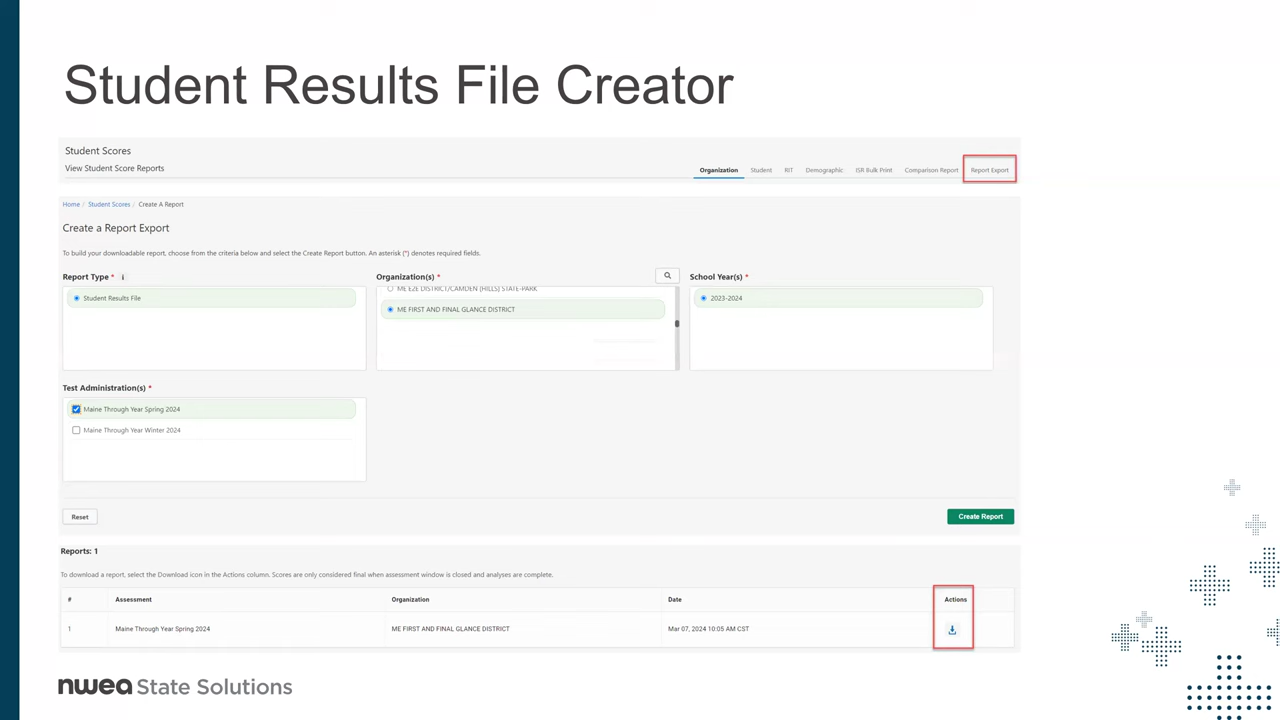 Student Results File Creator
Student Scores
View Student Score Reports
Organization Student RIT Demographic ISR Bulk Print Comparison Report Report Export
Home / Student Scores / Create A Report
Create a Report Export
To build your downloadable report, choose from the criteria below and select the Create Report button. An asterisk (*) denotes required fields.
Report Type * i
Organization(s) *
School Year(s) *
Student Results File
ME E2E DISTRICT/CAMDEN (HILLS) STATE-PARK
ME FIRST AND FINAL GLANCE DISTRICT
2023-2024
Test Administration(s) *
Maine Through Year Spring 2024
Maine Through Year Winter 2024
Reset
Create Report
Reports: 1
To download a report, select the Download icon in the Actions column. Scores are only considered final when assessment window is closed and analyses are complete.
# Assessment Organization Date Actions
1 Maine Through Year Spring 2024 ME FIRST AND FINAL GLANCE DISTRICT Mar 07, 2024 10:05 AM CST
nwea State Solutions